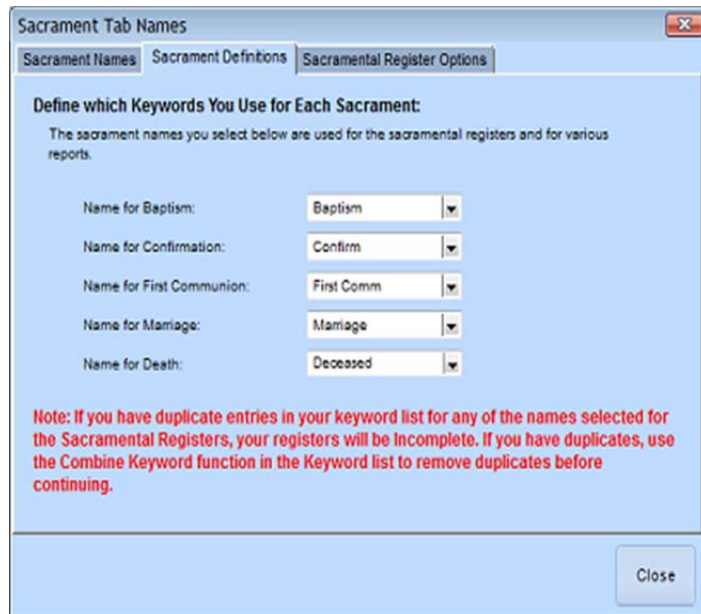 Sacrament Tab Names
Sacrament Names Sacrament Definitions Sacramental Register Options
Define which Keywords You Use for Each Sacrament:
The sacrament names you select below are used for the sacramental registers and for various
reports.
Name for Baptism: Baptism
Name for Confirmation: Confirm
Name for First Communion: First Comm
Name for Marriage: Marriage
Name for Death: Deceased
Note: If you have duplicate entries in your keyword list for any of the names selected for
the Sacramental Registers, your registers will be Incomplete. If you have duplicates, use
the Combine Keyword function in the Keyword list to remove duplicates before
continuing.
Close